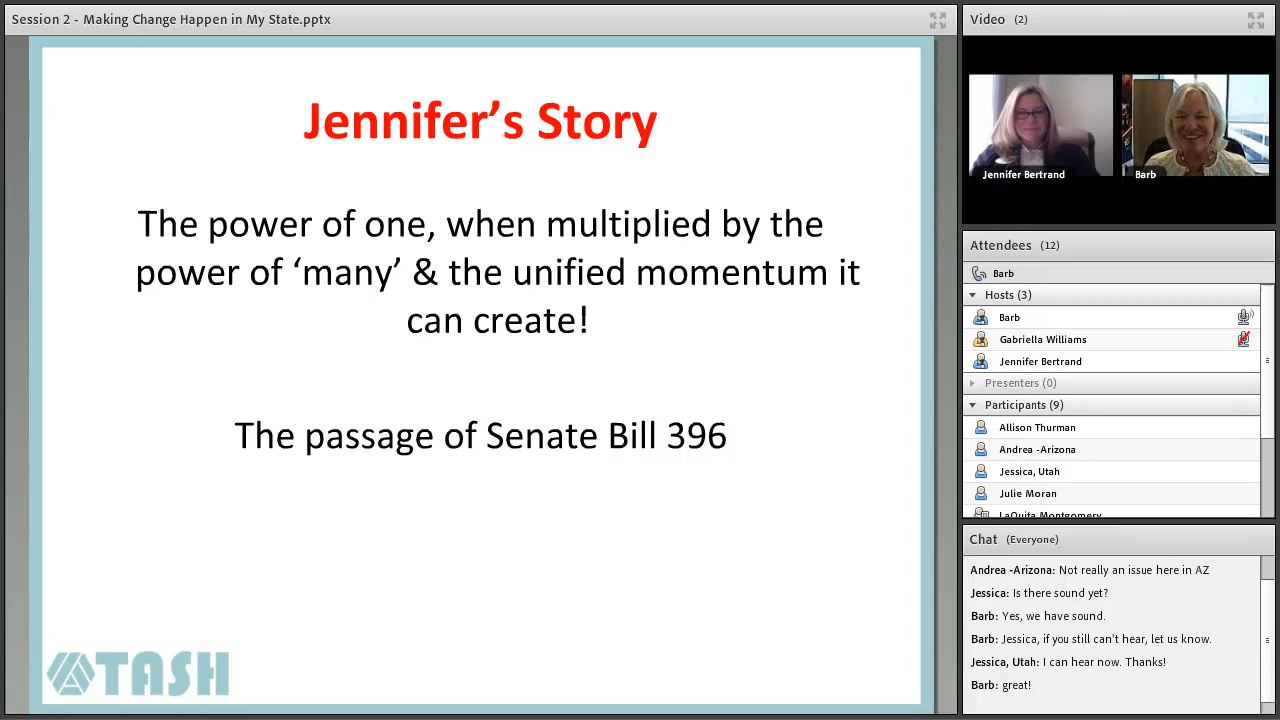 Session 2 - Making Change Happen in My State.pptx
Jennifer’s Story
The power of one, when multiplied by the
power of ‘many’ & the unified momentum it
can create!
The passage of Senate Bill 396
TASH
Video (2)
Jennifer Bertrand
Barb
Attendees (12)
Barb
Hosts (3)
Barb
Gabriella Williams
Jennifer Bertrand
Presenters (0)
Participants (9)
Allison Thurman
Andrea -Arizona
Jessica, Utah
Julie Moran
LaQuita Montgomery
Chat (Everyone)
Andrea -Arizona: Not really an issue here in AZ
Jessica: Is there sound yet?
Barb: Yes, we have sound.
Barb: Jessica, if you still can't hear, let us know.
Jessica, Utah: I can hear now. Thanks!
Barb: great!